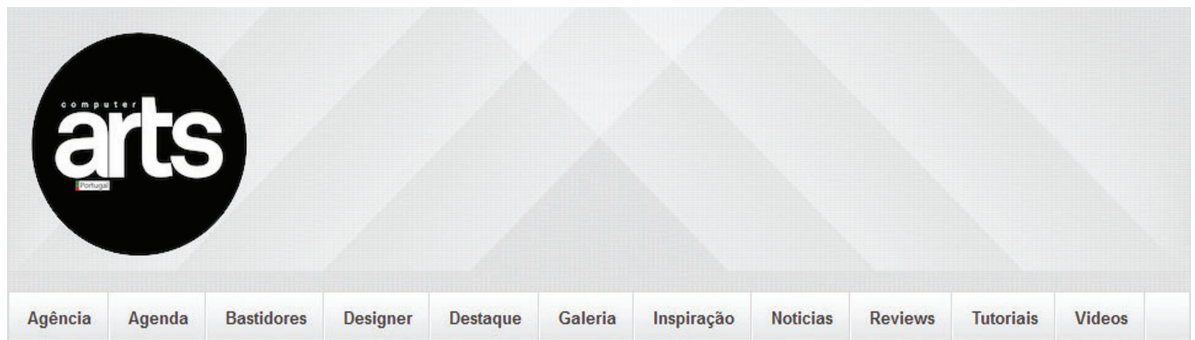 computer
arts
Portugal
Agência Agenda Bastidores Designer Destaque Galeria Inspiração Noticias Reviews Tutoriais Videos